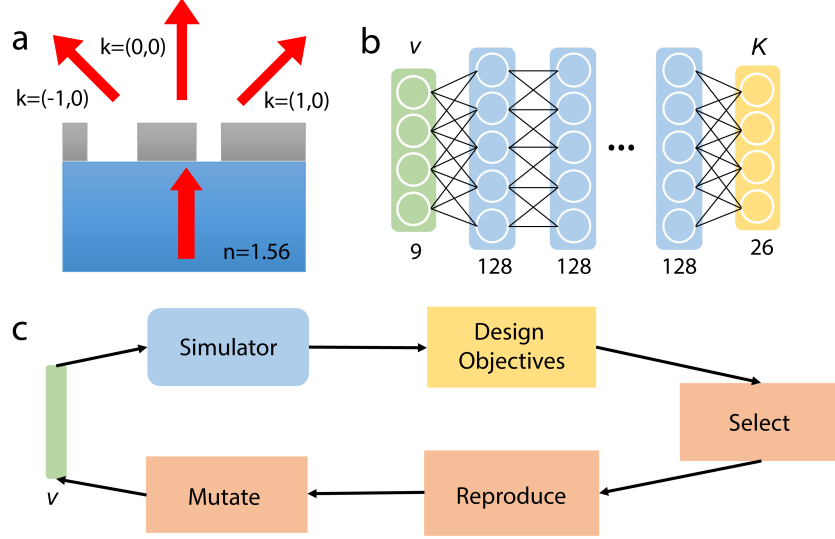 a
k=(0,0)
k=(-1,0)
k=(1,0)
n=1.56
b
v
K
...
9
128
128
128
26
c
Simulator
Design
Objectives
Select
Reproduce
Mutate
v